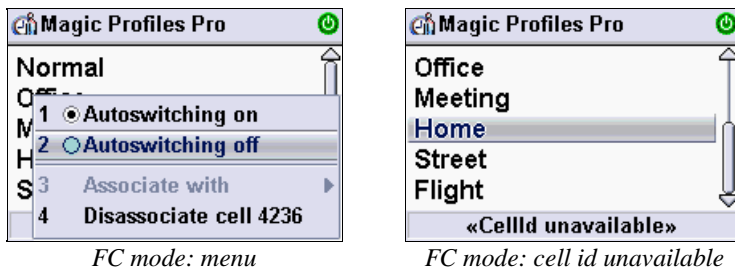 Magic Profiles Pro
Normal
1 Autoswitching on
2 Autoswitching off
3 Associate with
4 Disassociate cell 4236
FC mode: menu
Magic Profiles Pro
Office
Meeting
Home
Street
Flight
«CellId unavailable»
FC mode: cell id unavailable